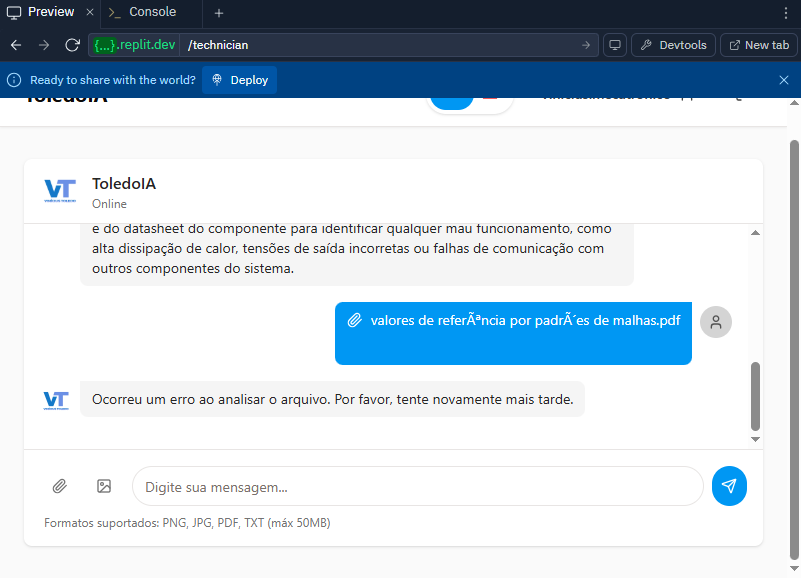 Preview
Console
{...}.replit.dev /technician
Devtools
New tab
Ready to share with the world?
Deploy
ToledoIA
VT
ToledoIA
Online
e do datasheet do componente para identificar qualquer mau funcionamento, como
alta dissipação de calor, tensões de saída incorretas ou falhas de comunicação com
outros componentes do sistema.
valores de referÃªncia por padrÃµes de malhas.pdf
VT
Ocorreu um erro ao analisar o arquivo. Por favor, tente novamente mais tarde.
Digite sua mensagem...
Formatos suportados: PNG, JPG, PDF, TXT (máx 50MB)